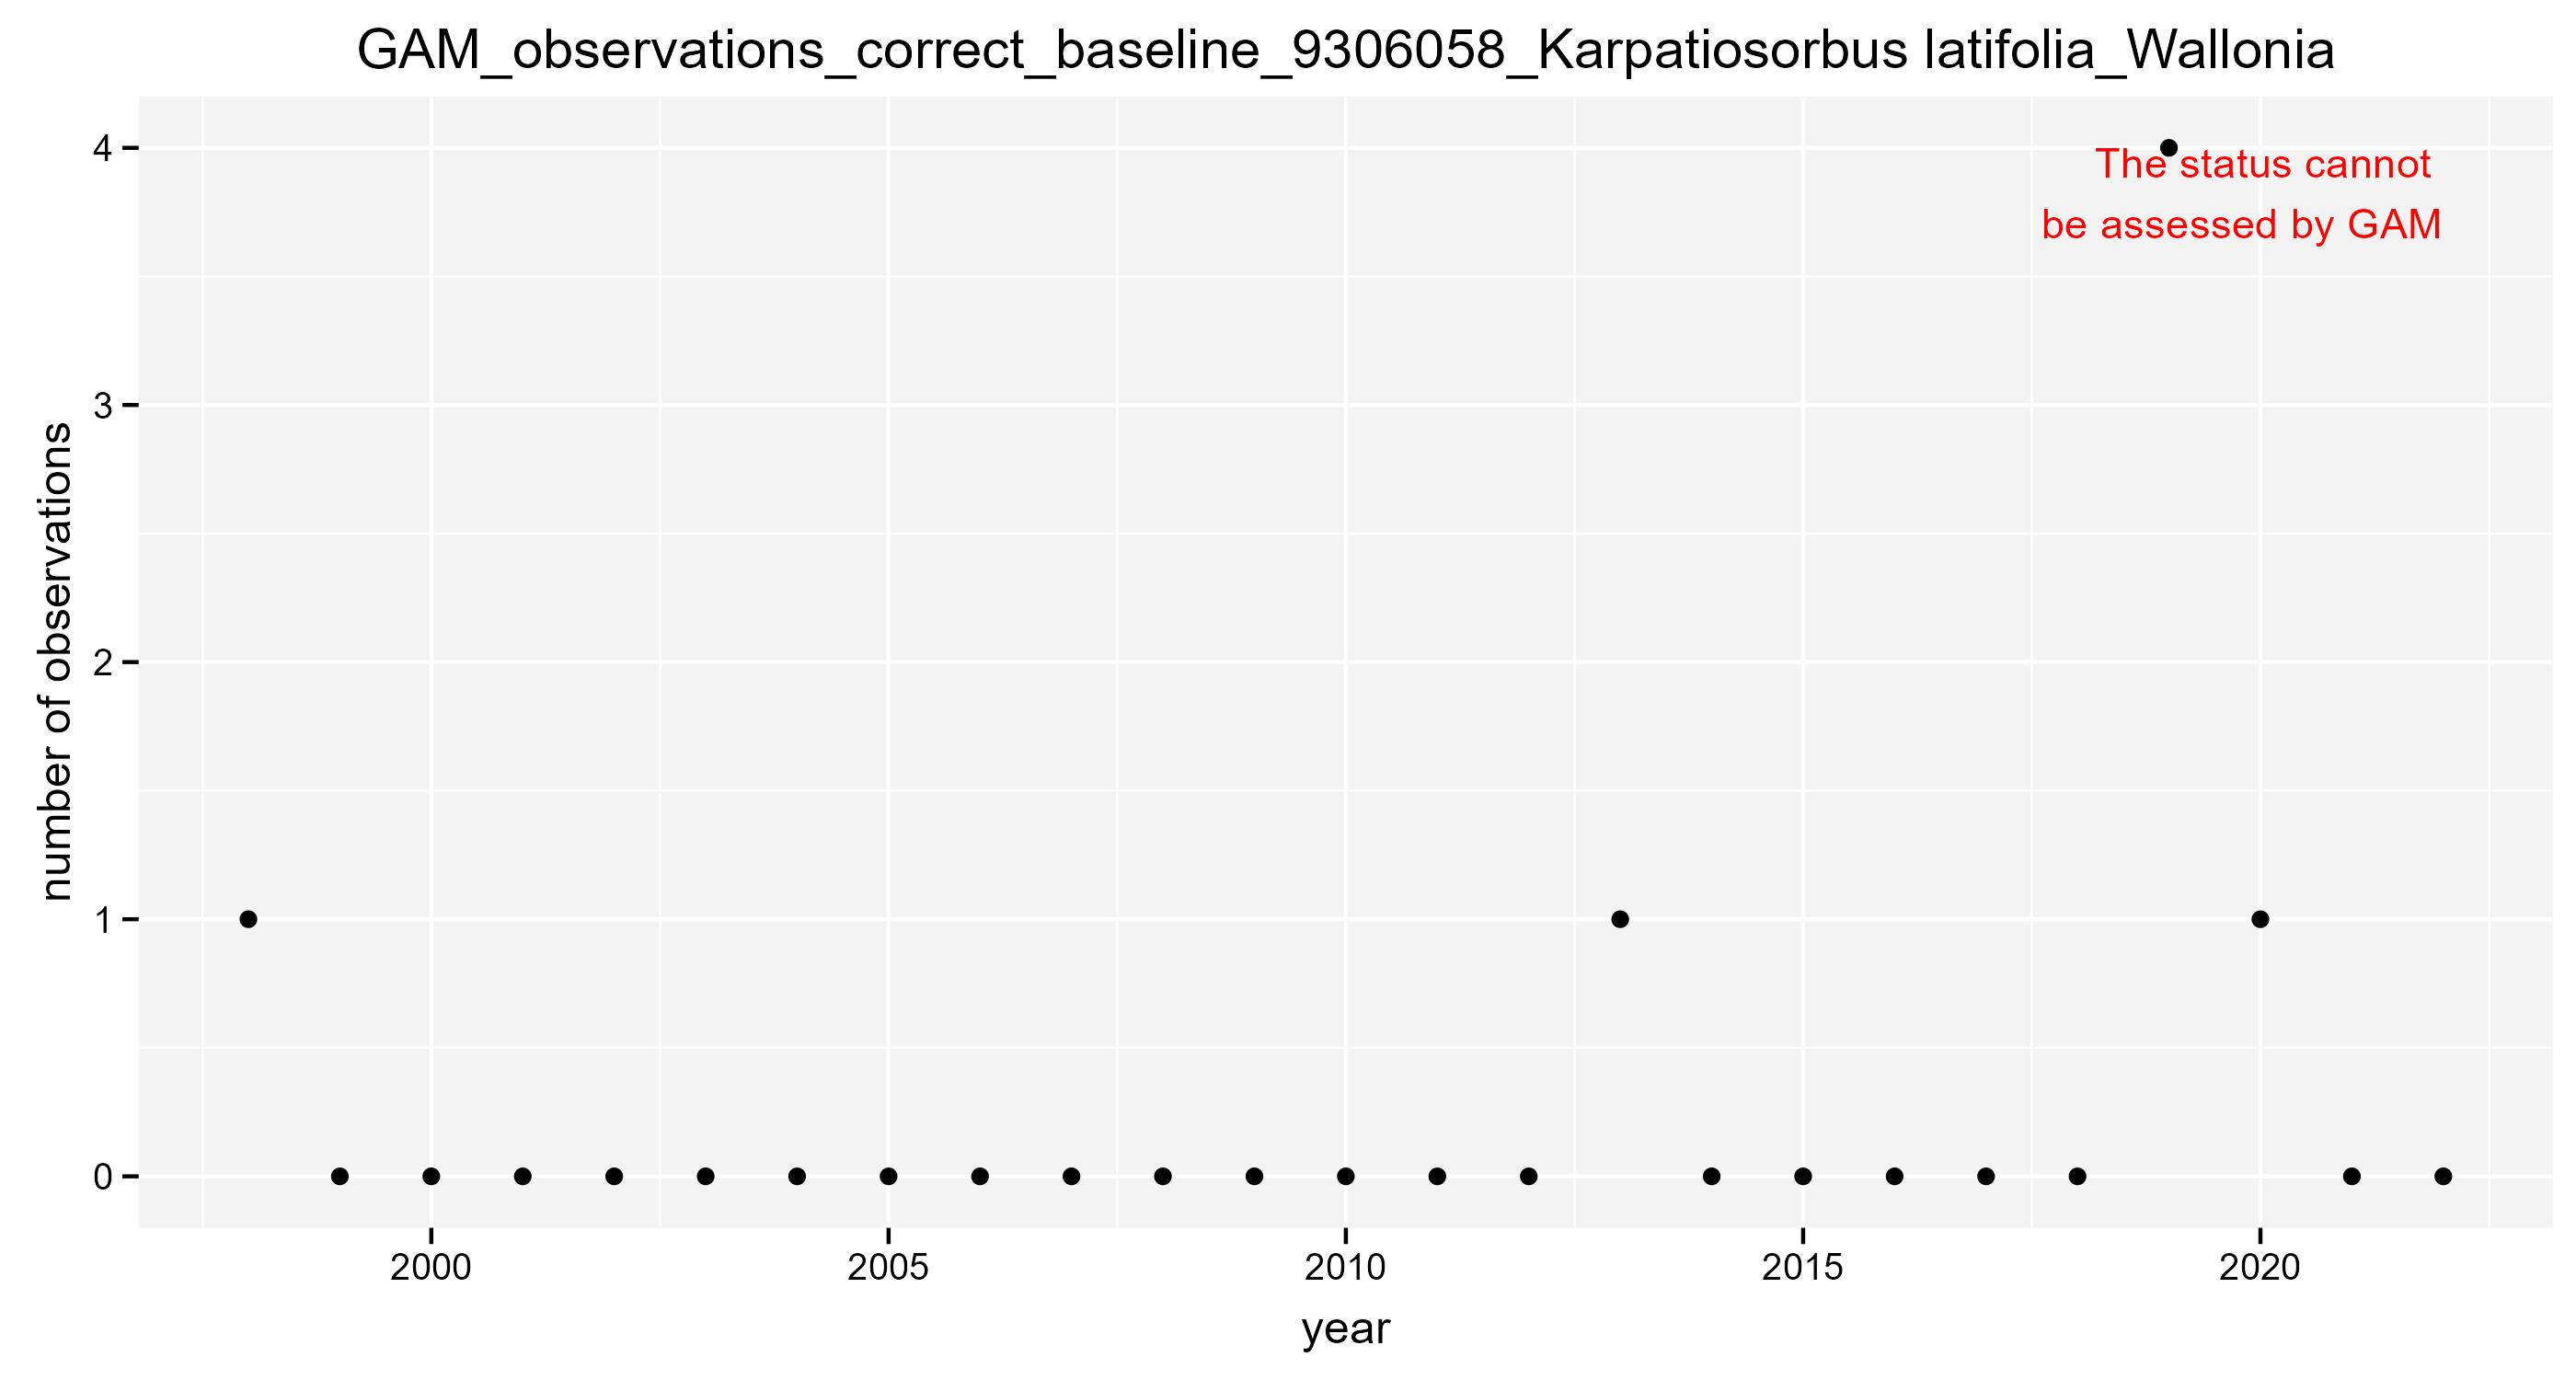 GAM_observations_correct_baseline_9306058_Karpatiosorbus latifolia_Wallonia
4
The status cannot
be assessed by GAM
3
number of observations
2
1
0
2000 2005 2010 2015 2020
year